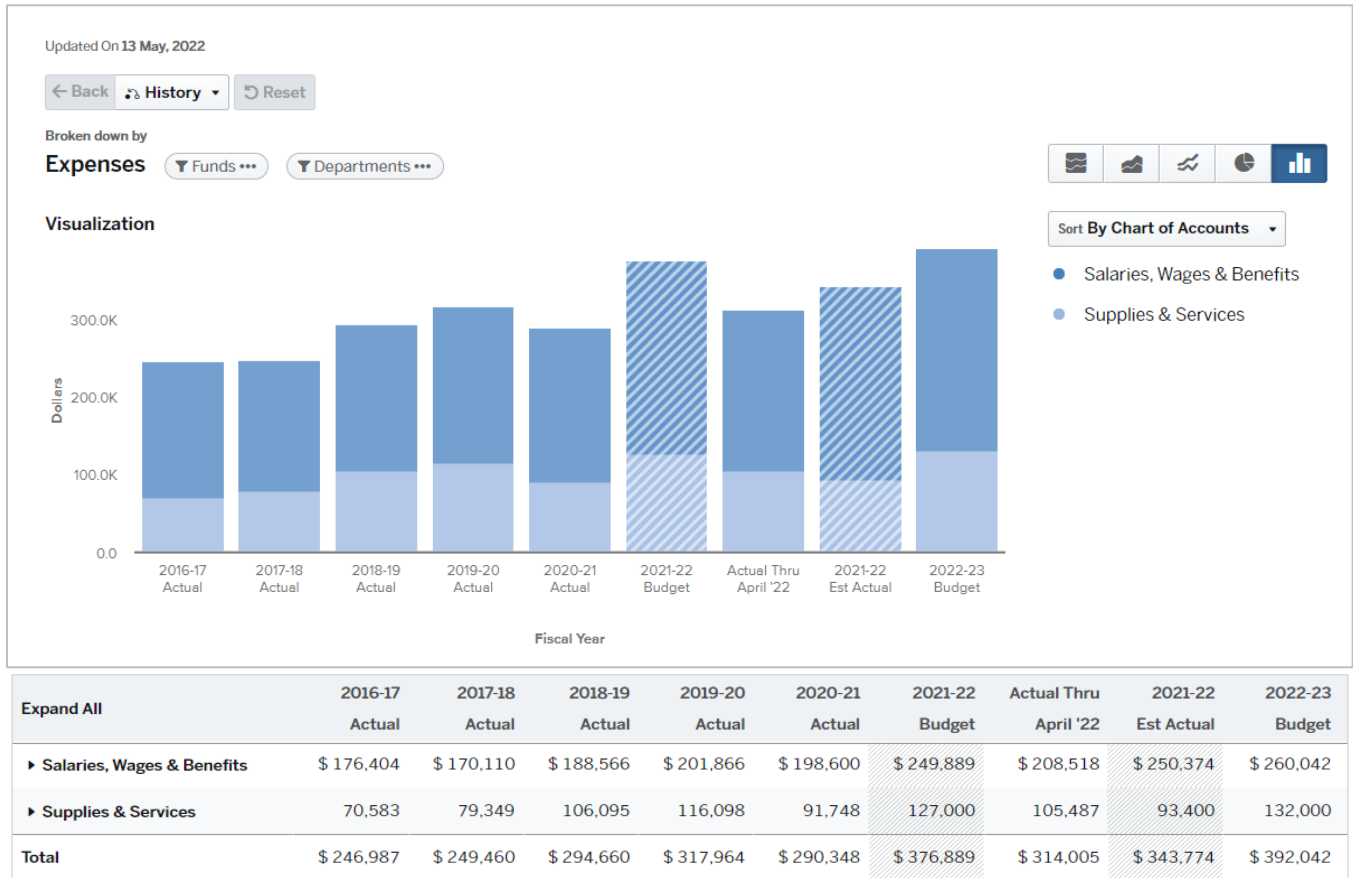 Updated On 13 May, 2022
Back History Reset
Broken down by
Expenses Funds ••• Departments •••
Visualization
Sort By Chart of Accounts
Salaries, Wages & Benefits
Supplies & Services
300.0K
200.0K
100.0K
0.0
Dollars
2016-17 2017-18 2018-19 2019-20 2020-21 2021-22 Actual Thru 2021-22 2022-23
Actual Actual Actual Actual Actual Budget April '22 Est Actual Budget
Fiscal Year
Expand All
2016-17 2017-18 2018-19 2019-20 2020-21 2021-22 Actual Thru 2021-22 2022-23
Actual Actual Actual Actual Actual Budget April '22 Est Actual Budget
Salaries, Wages & Benefits $ 176,404 $ 170,110 $ 188,566 $ 201,866 $ 198,600 $ 249,889 $ 208,518 $ 250,374 $ 260,042
Supplies & Services 70,583 79,349 106,095 116,098 91,748 127,000 105,487 93,400 132,000
Total $ 246,987 $ 249,460 $ 294,660 $ 317,964 $ 290,348 $ 376,889 $ 314,005 $ 343,774 $ 392,042